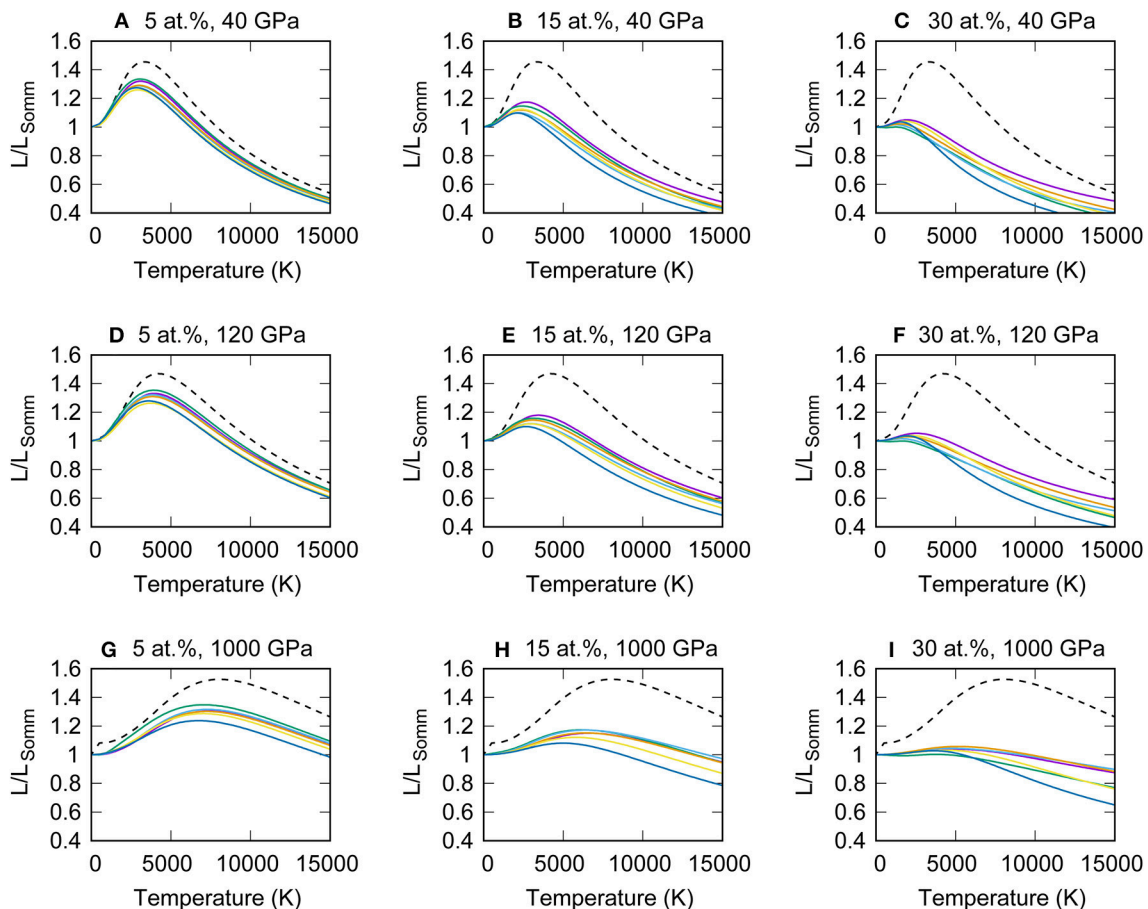 A 5 at.%, 40 GPa
B 15 at.%, 40 GPa
C 30 at.%, 40 GPa
1.6
1.4
1.2
1
0.8
0.6
0.4
L/LSomm
0 5000 10000 15000
Temperature (K)
1.6
1.4
1.2
1
0.8
0.6
0.4
L/LSomm
0 5000 10000 15000
Temperature (K)
1.6
1.4
1.2
1
0.8
0.6
0.4
L/LSomm
0 5000 10000 15000
Temperature (K)
D 5 at.%, 120 GPa
E 15 at.%, 120 GPa
F 30 at.%, 120 GPa
1.6
1.4
1.2
1
0.8
0.6
0.4
L/LSomm
0 5000 10000 15000
Temperature (K)
1.6
1.4
1.2
1
0.8
0.6
0.4
L/LSomm
0 5000 10000 15000
Temperature (K)
1.6
1.4
1.2
1
0.8
0.6
0.4
L/LSomm
0 5000 10000 15000
Temperature (K)
G 5 at.%, 1000 GPa
H 15 at.%, 1000 GPa
I 30 at.%, 1000 GPa
1.6
1.4
1.2
1
0.8
0.6
0.4
L/LSomm
0 5000 10000 15000
Temperature (K)
1.6
1.4
1.2
1
0.8
0.6
0.4
L/LSomm
0 5000 10000 15000
Temperature (K)
1.6
1.4
1.2
1
0.8
0.6
0.4
L/LSomm
0 5000 10000 15000
Temperature (K)